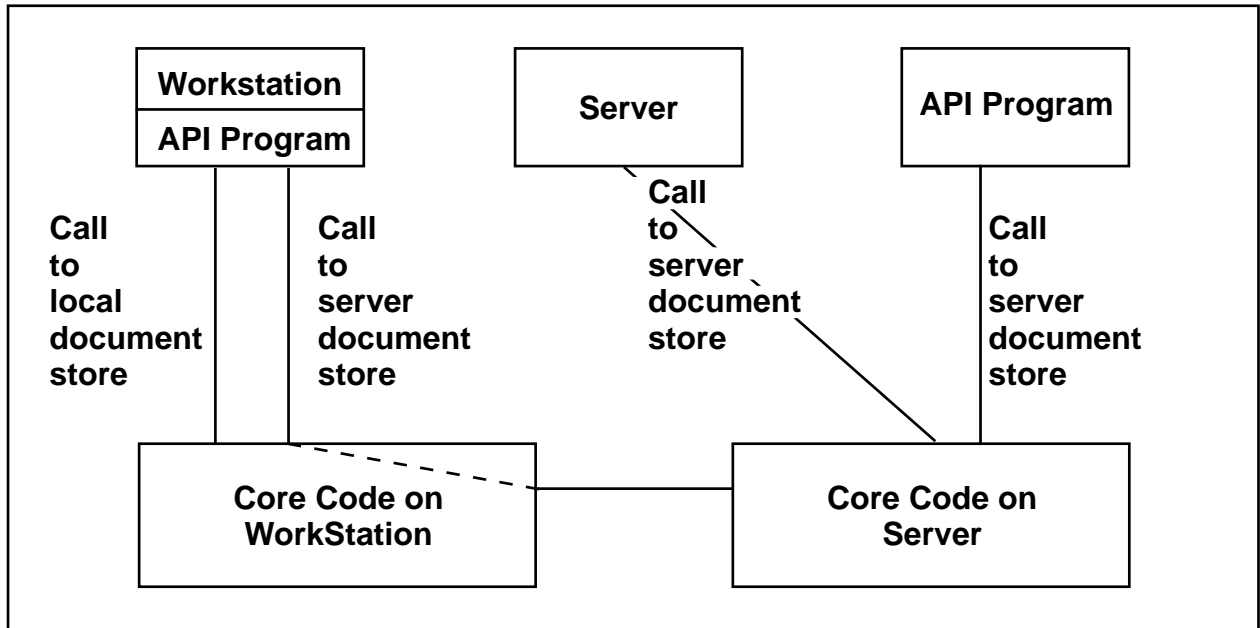 Workstation
API Program
Server
API Program
Call
to
local
document
store
Call
to
server
document
store
Call
to
server
document
store
Call
to
server
document
store
Core Code on
WorkStation
Core Code on
Server